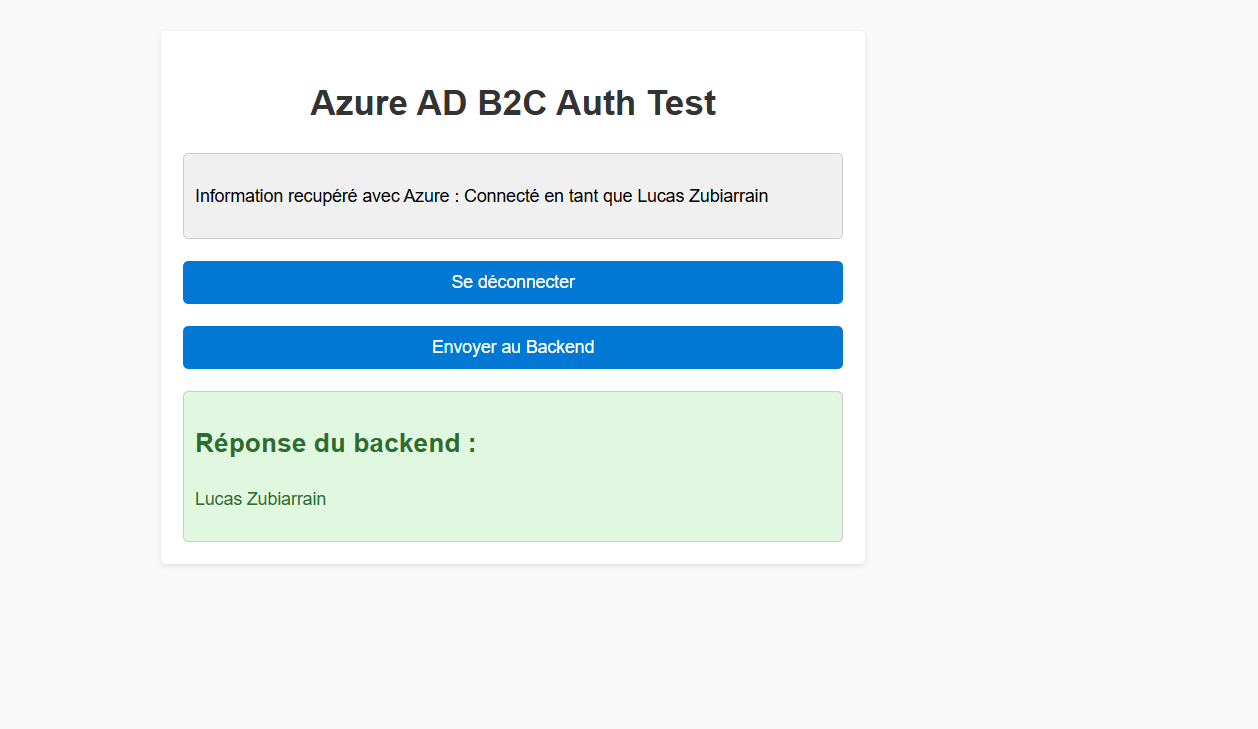 Azure AD B2C Auth Test
Information recupéré avec Azure : Connecté en tant que Lucas Zubiarrain
Se déconnecter
Envoyer au Backend
Réponse du backend :
Lucas Zubiarrain